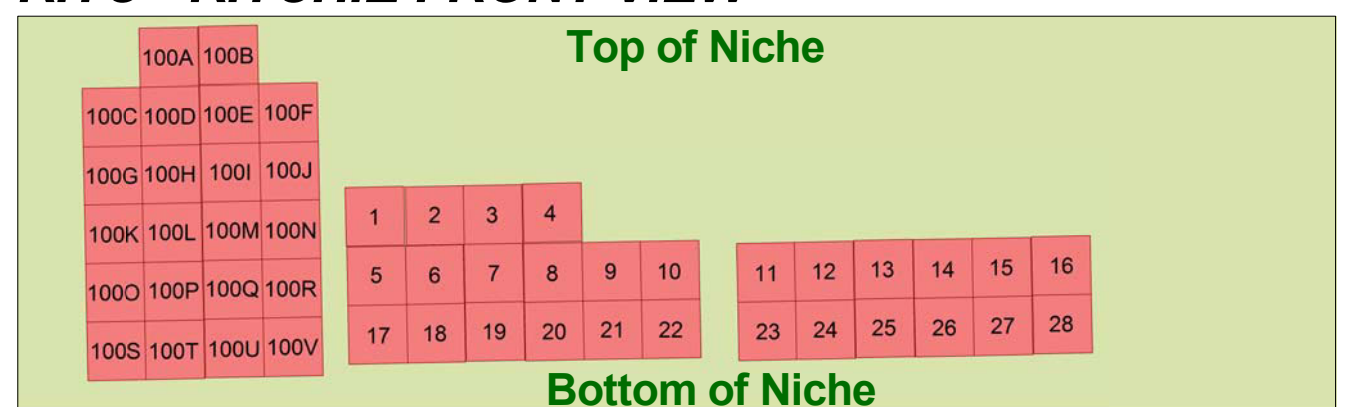 Top of Niche
100A 100B
100C 100D 100E 100F
100G 100H 100I 100J
1 2 3 4
100K 100L 100M 100N
5 6 7 8 9 10 11 12 13 14 15 16
100O 100P 100Q 100R
17 18 19 20 21 22 23 24 25 26 27 28
100S 100T 100U 100V
Bottom of Niche